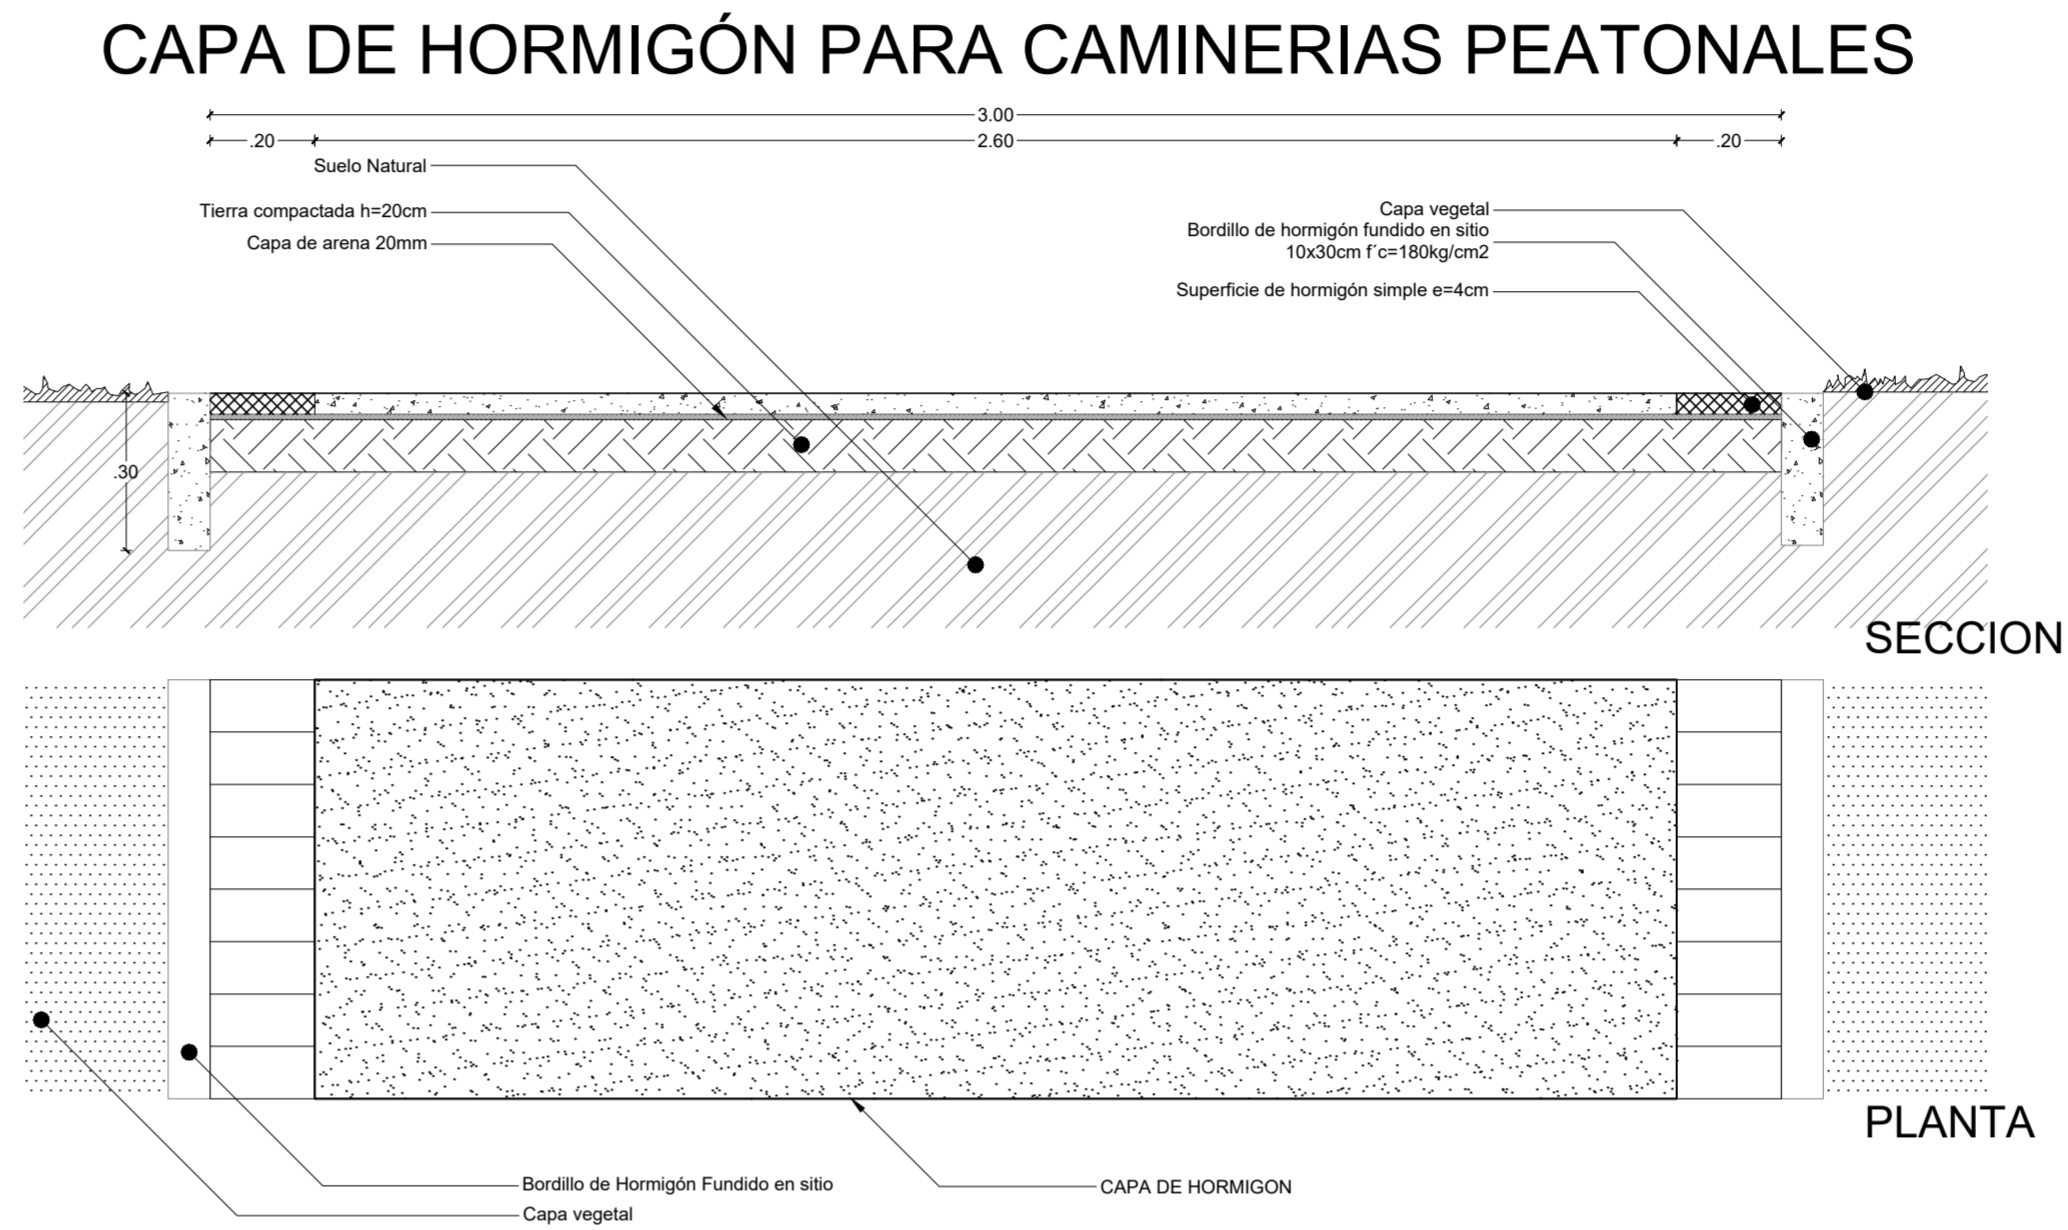 CAPA DE HORMIGÓN PARA CAMINERIAS PEATONALES
3.00
.20
2.60
.20
Suelo Natural
Tierra compactada h=20cm
Capa de arena 20mm
Capa vegetal
Bordillo de hormigón fundido en sitio
10x30cm f´c=180kg/cm2
Superficie de hormigón simple e=4cm
.30
SECCION
PLANTA
Bordillo de Hormigón Fundido en sitio
CAPA DE HORMIGON
Capa vegetal